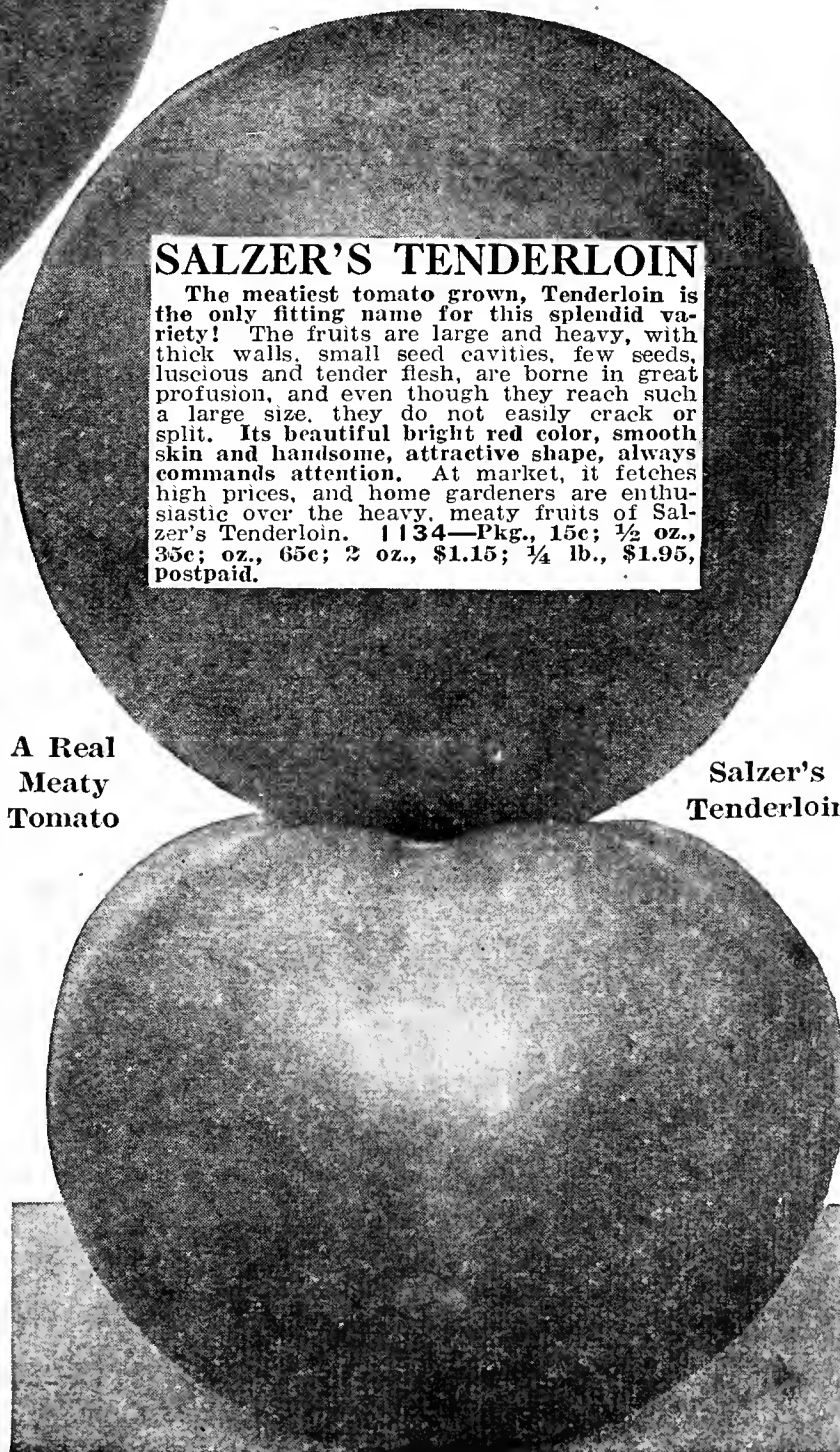 SALZER'S TENDERLOIN
The meatiest tomato grown, Tenderloin is
the only fitting name for this splendid va-
riety! The fruits are large and heavy, with
thick walls, small seed cavities, few seeds,
luscious and tender flesh, are borne in great
profusion, and even though they reach such
a large size, they do not easily crack or
split. Its beautiful bright red color, smooth
skin and handsome, attractive shape, always
commands attention. At market, it fetches
high prices, and home gardeners are enthu-
siastic over the heavy, meaty fruits of Sal-
zer's Tenderloin. 1134—Pkg., 15c; ½ oz.,
35c; oz., 65c; 2 oz., $1.15; ¼ lb., $1.95,
postpaid.
A Real
Meaty
Tomato
Salzer's
Tenderloin